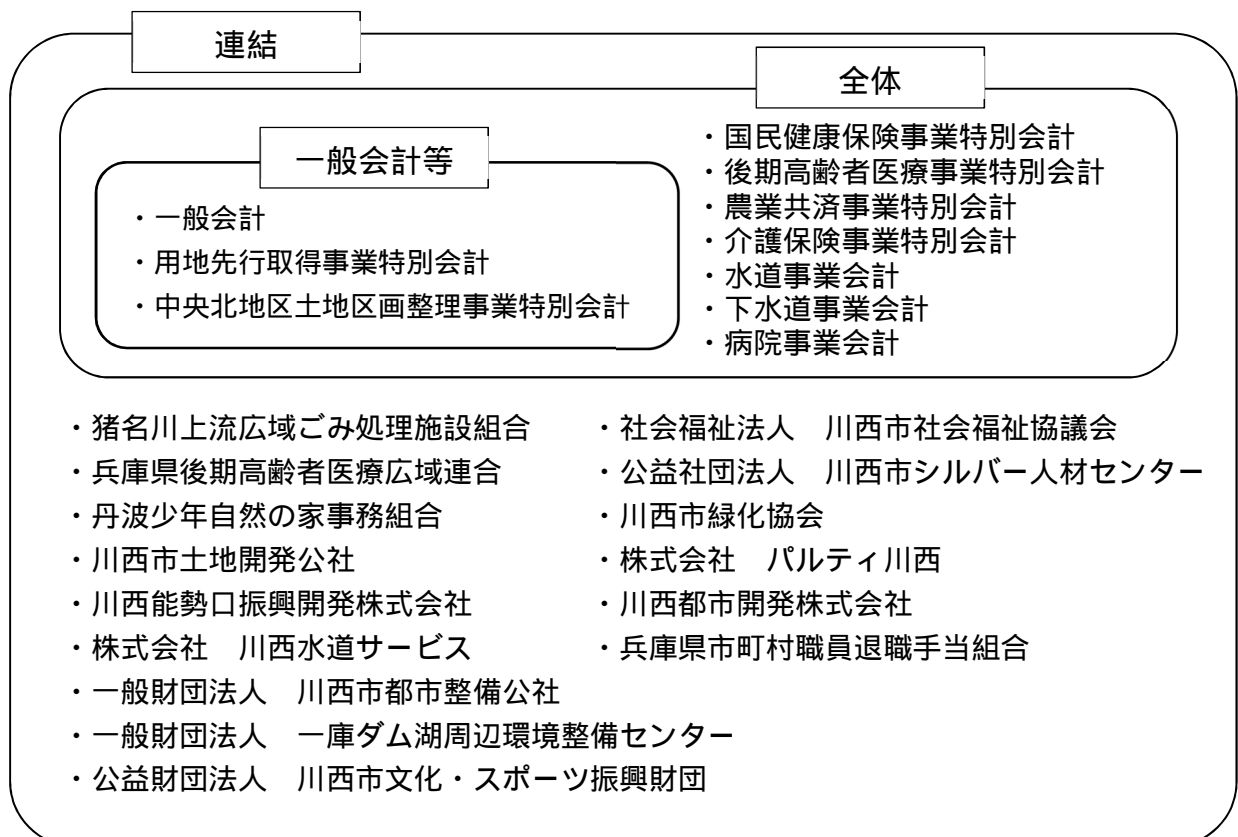 連結
全体
一般会計等
・一般会計
・用地先行取得事業特別会計
・中央北地区土地区画整理事業特別会計
・国民健康保険事業特別会計
・後期高齢者医療事業特別会計
・農業共済事業特別会計
・介護保険事業特別会計
・水道事業会計
・下水道事業会計
・病院事業会計
・猪名川上流広域ごみ処理施設組合
・兵庫県後期高齢者医療広域連合
・丹波少年自然の家事務組合
・川西市土地開発公社
・川西能勢口振興開発株式会社
・株式会社　川西水道サービス
・一般財団法人　川西市都市整備公社
・一般財団法人　一庫ダム湖周辺環境整備センター
・公益財団法人　川西市文化・スポーツ振興財団
・社会福祉法人　川西市社会福祉協議会
・公益社団法人　川西市シルバー人材センター
・川西市緑化協会
・株式会社　パルティ川西
・川西都市開発株式会社
・兵庫県市町村職員退職手当組合